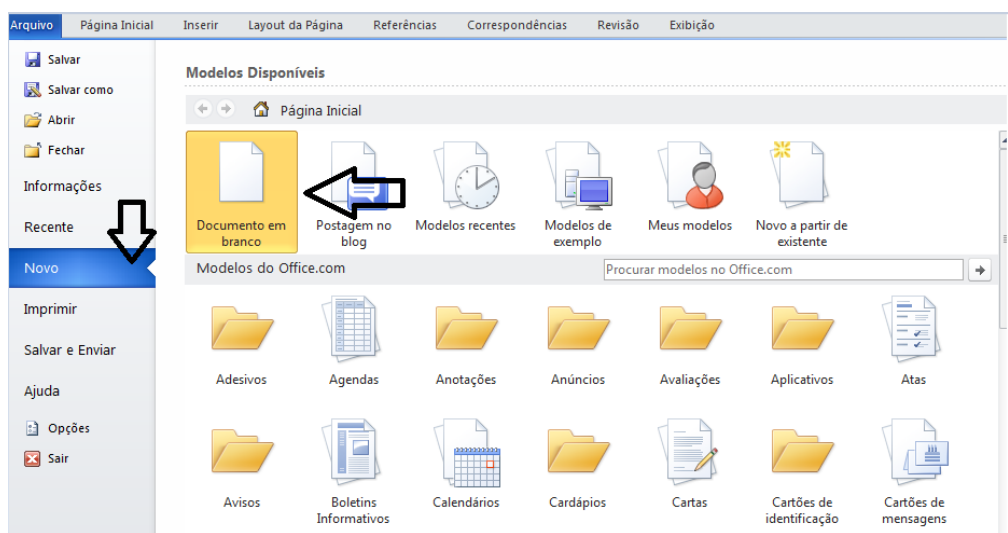 Arquivo Página Inicial Inserir Layout da Página Referências Correspondências Revisão Exibição
Salvar
Salvar como
Abrir
Fechar
Informações
Recente
Novo
Imprimir
Salvar e Enviar
Ajuda
Opções
Sair
Modelos Disponíveis
Página Inicial
Documento em branco
Postagem no blog
Modelos recentes
Modelos de exemplo
Meus modelos
Novo a partir de existente
Modelos do Office.com
Procurar modelos no Office.com
Adesivos
Agendas
Anotações
Anúncios
Avaliações
Aplicativos
Atas
Avisos
Boletins Informativos
Calendários
Cardápios
Cartas
Cartões de identificação
Cartões de mensagens